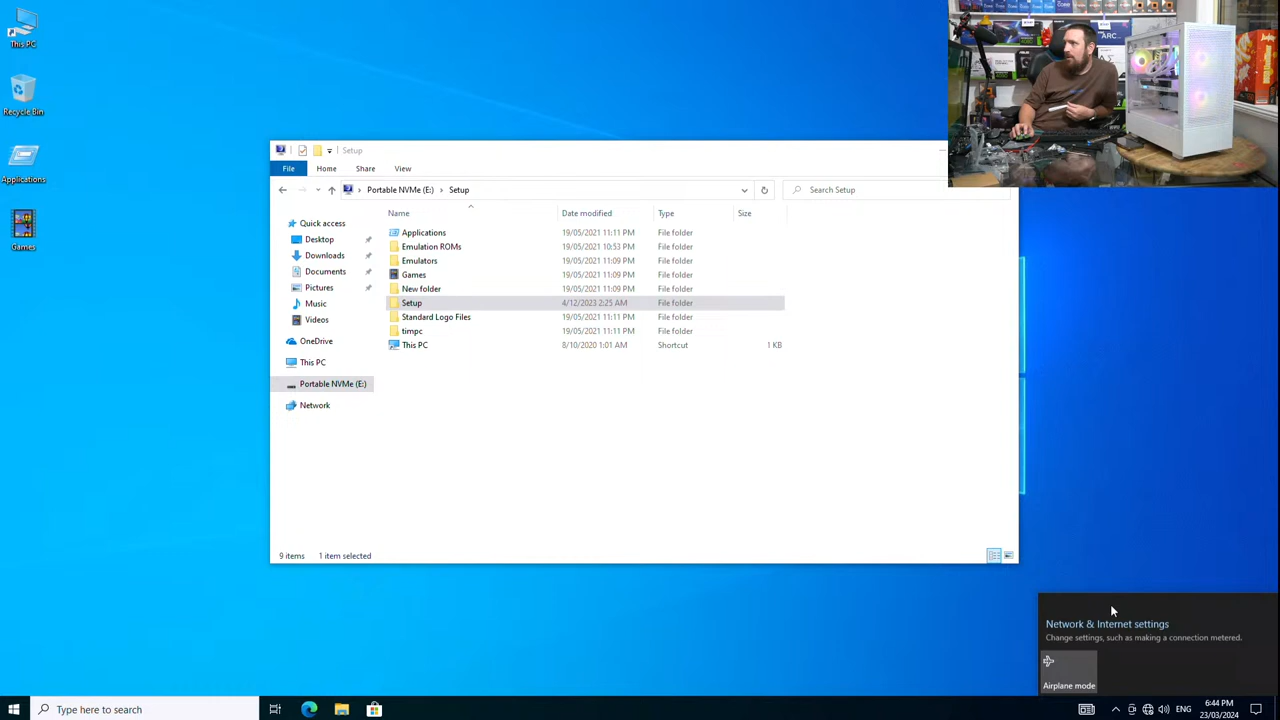 This PC
Recycle Bin
Applications
Games
ARC
Setup
File
Home
Share
View
Portable NVMe (E:)
Setup
Search Setup
Name
Date modified
Type
Size
Quick access
Desktop
Downloads
Documents
Pictures
Music
Videos
OneDrive
This PC
Portable NVMe (E:)
Network
Applications 19/05/2021 11:11 PM File folder
Emulation ROMs 19/05/2021 10:53 PM File folder
Emulators 19/05/2021 11:09 PM File folder
Games 19/05/2021 11:09 PM File folder
New folder 19/05/2021 11:09 PM File folder
Setup 4/12/2023 2:25 AM File folder
Standard Logo Files 19/05/2021 11:11 PM File folder
timpc 19/05/2021 11:11 PM File folder
This PC 8/10/2020 1:01 AM Shortcut 1 KB
9 items 1 item selected
Network & Internet settings
Change settings, such as making a connection metered.
Airplane mode
Type here to search
ENG
6:44 PM
23/03/2024